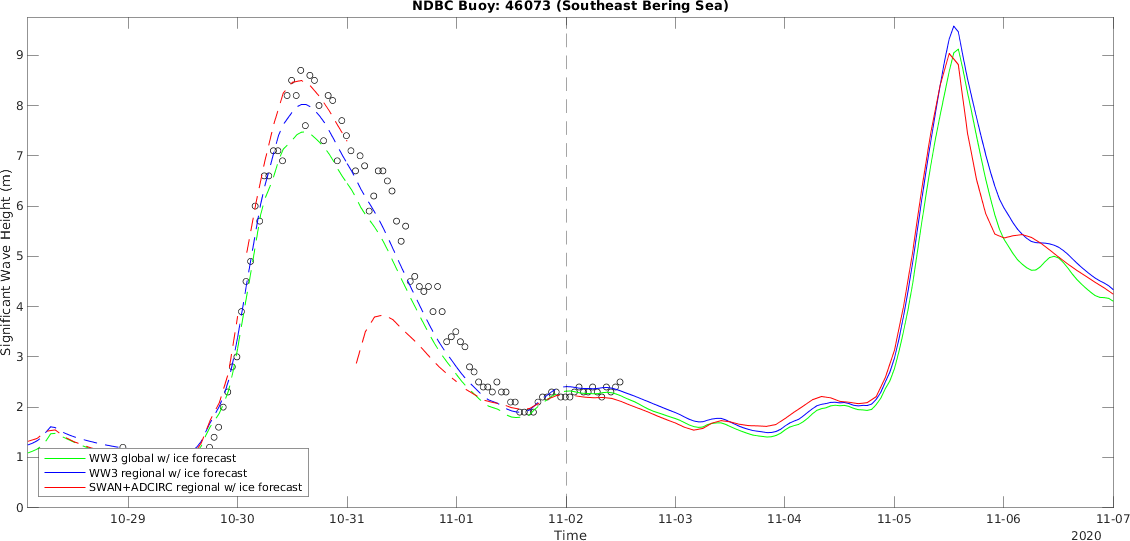 NDBC Buoy: 46073 (Southeast Bering Sea)
Significant Wave Height (m)
9
8
7
6
5
4
3
2
1
0
WW3 global w/ ice forecast
WW3 regional w/ ice forecast
SWAN+ADCIRC regional w/ ice forecast
10-29 10-30 10-31 11-01 11-02 11-03 11-04 11-05 11-06 11-07
Time 2020